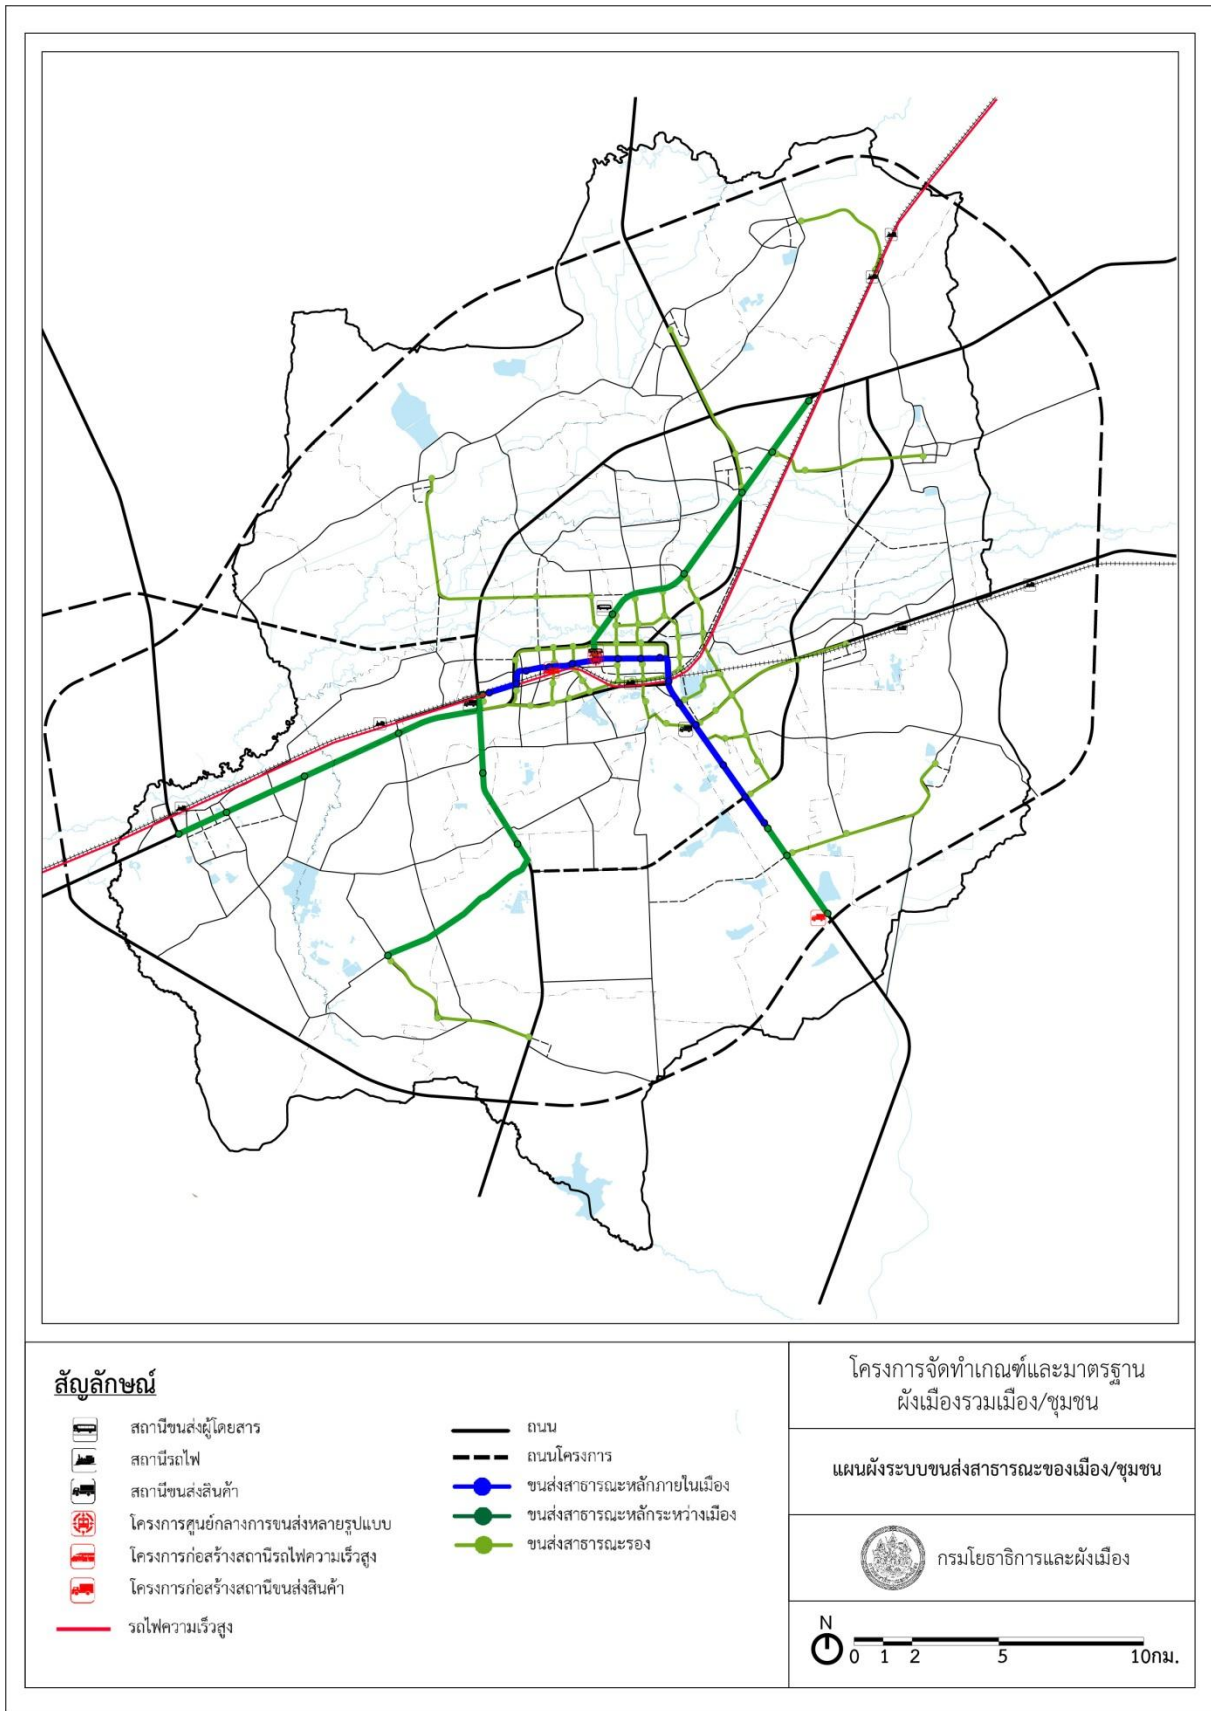 สัญลักษณ์
สถานีขนส่งผู้โดยสาร
สถานีรถไฟ
สถานีขนส่งสินค้า
โครงการศูนย์กลางการขนส่งหลายรูปแบบ
โครงการก่อสร้างสถานีรถไฟความเร็วสูง
โครงการก่อสร้างสถานีขนส่งสินค้า
รถไฟความเร็วสูง
ถนน
ถนนโครงการ
ขนส่งสาธารณะหลักภายในเมือง
ขนส่งสาธารณะหลักระหว่างเมือง
ขนส่งสาธารณะรอง
โครงการจัดทำเกณฑ์และมาตรฐาน
ผังเมืองรวมเมือง/ชุมชน
แผนผังระบบขนส่งสาธารณะของเมือง/ชุมชน
กรมโยธาธิการและผังเมือง
N
0 1 2 5 10กม.